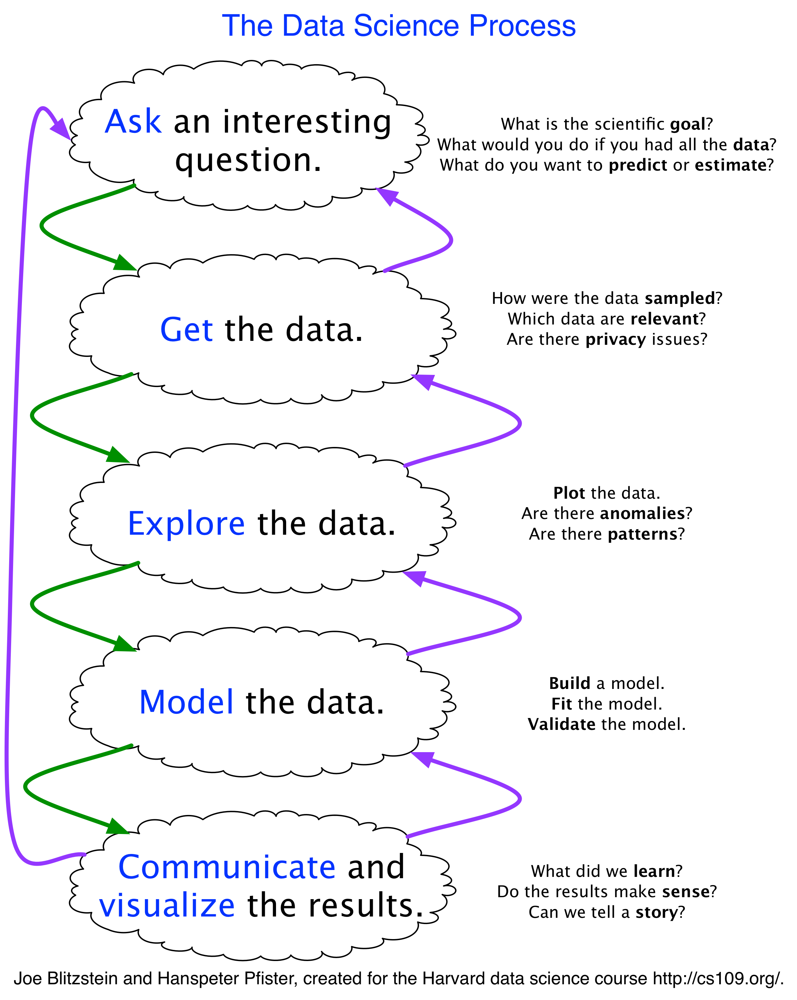 The Data Science Process
Ask an interesting
question.
What is the scientific goal?
What would you do if you had all the data?
What do you want to predict or estimate?
Get the data.
How were the data sampled?
Which data are relevant?
Are there privacy issues?
Explore the data.
Plot the data.
Are there anomalies?
Are there patterns?
Model the data.
Build a model.
Fit the model.
Validate the model.
Communicate and
visualize the results.
What did we learn?
Do the results make sense?
Can we tell a story?
Joe Blitzstein and Hanspeter Pfister, created for the Harvard data science course http://cs109.org/.